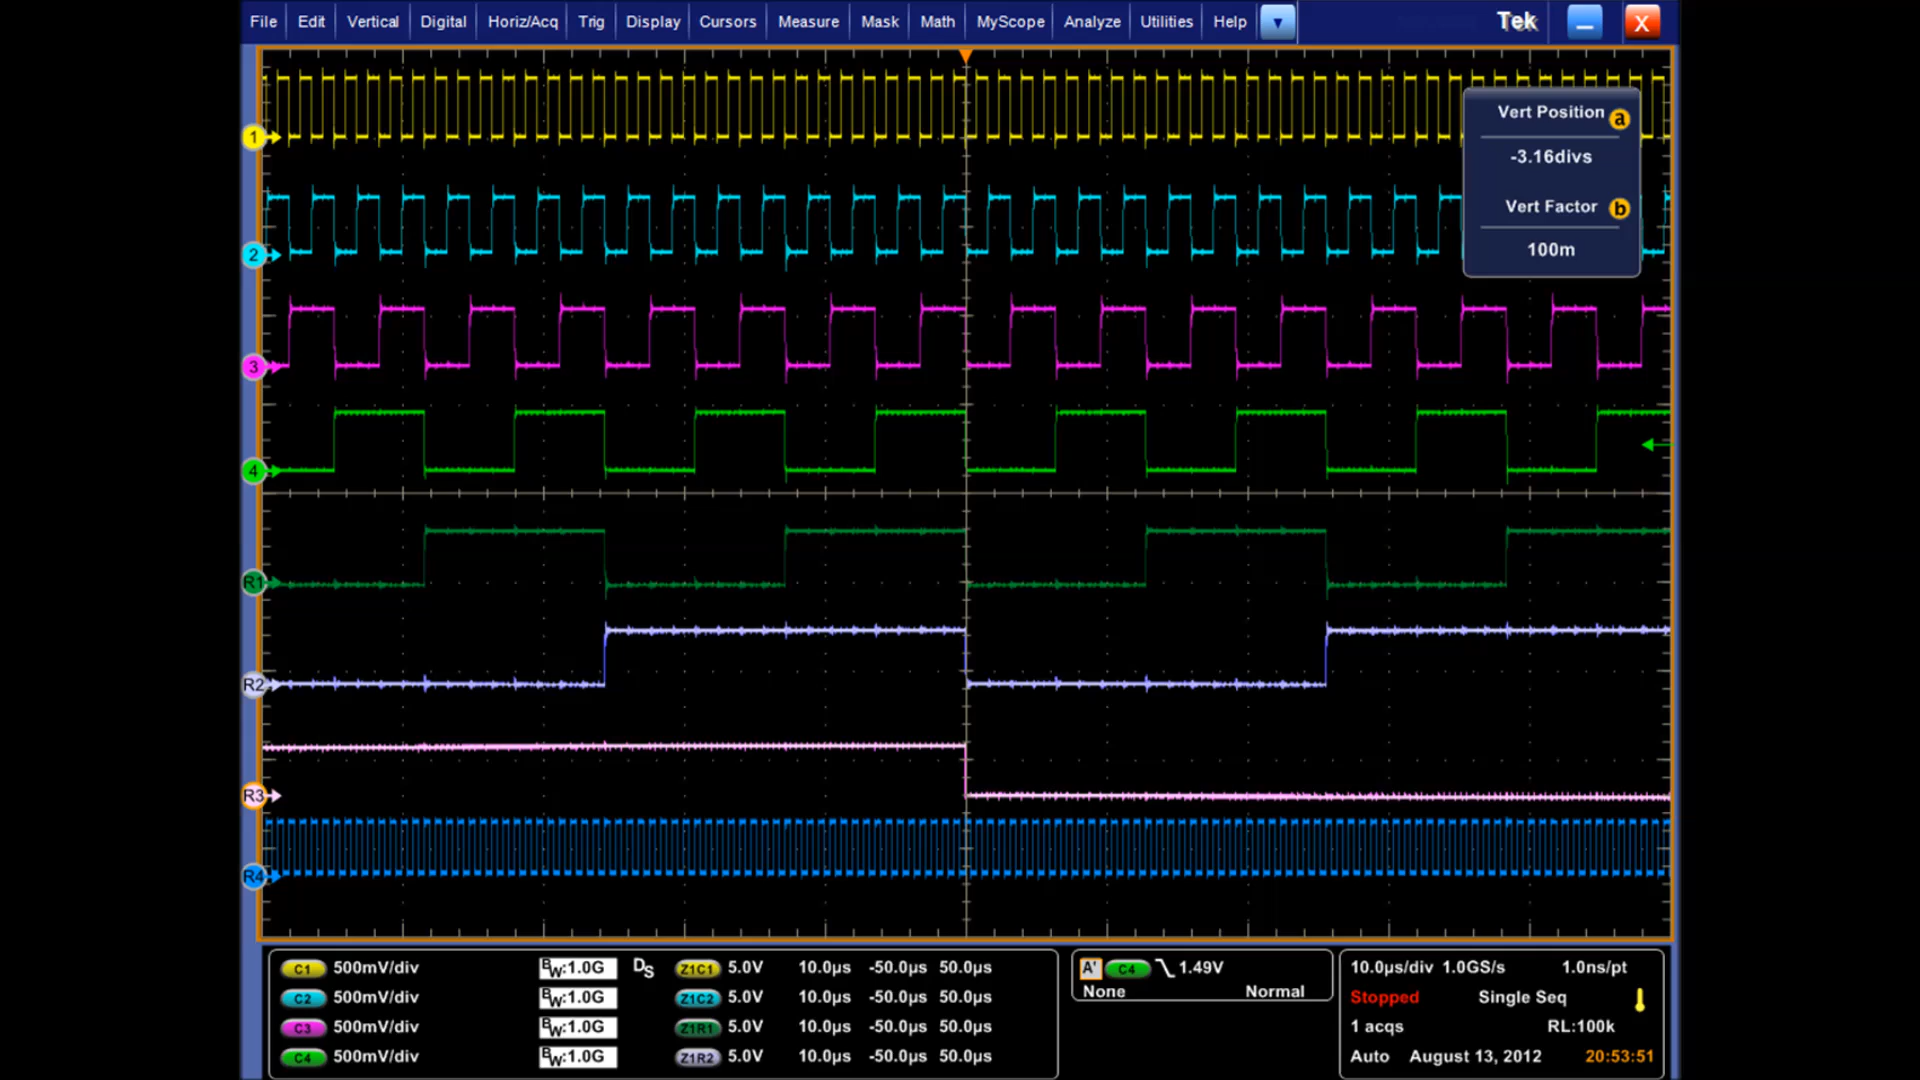 File Edit Vertical Digital Horiz/Acq Trig Display Cursors Measure Mask Math MyScope Analyze Utilities Help Tek X
Vert Position a
-3.16divs
Vert Factor b
100m
1
2
3
4
R1
R2
R3
R4
C1 500mV/div BW:1.0G DS Z1C1 5.0V 10.0µs -50.0µs 50.0µs
C2 500mV/div BW:1.0G Z1C2 5.0V 10.0µs -50.0µs 50.0µs
C3 500mV/div BW:1.0G Z1R1 5.0V 10.0µs -50.0µs 50.0µs
C4 500mV/div BW:1.0G Z1R2 5.0V 10.0µs -50.0µs 50.0µs
A' C4 1.49V
None Normal
10.0µs/div 1.0GS/s 1.0ns/pt
Stopped Single Seq
1 acqs RL:100k
Auto August 13, 2012 20:53:51